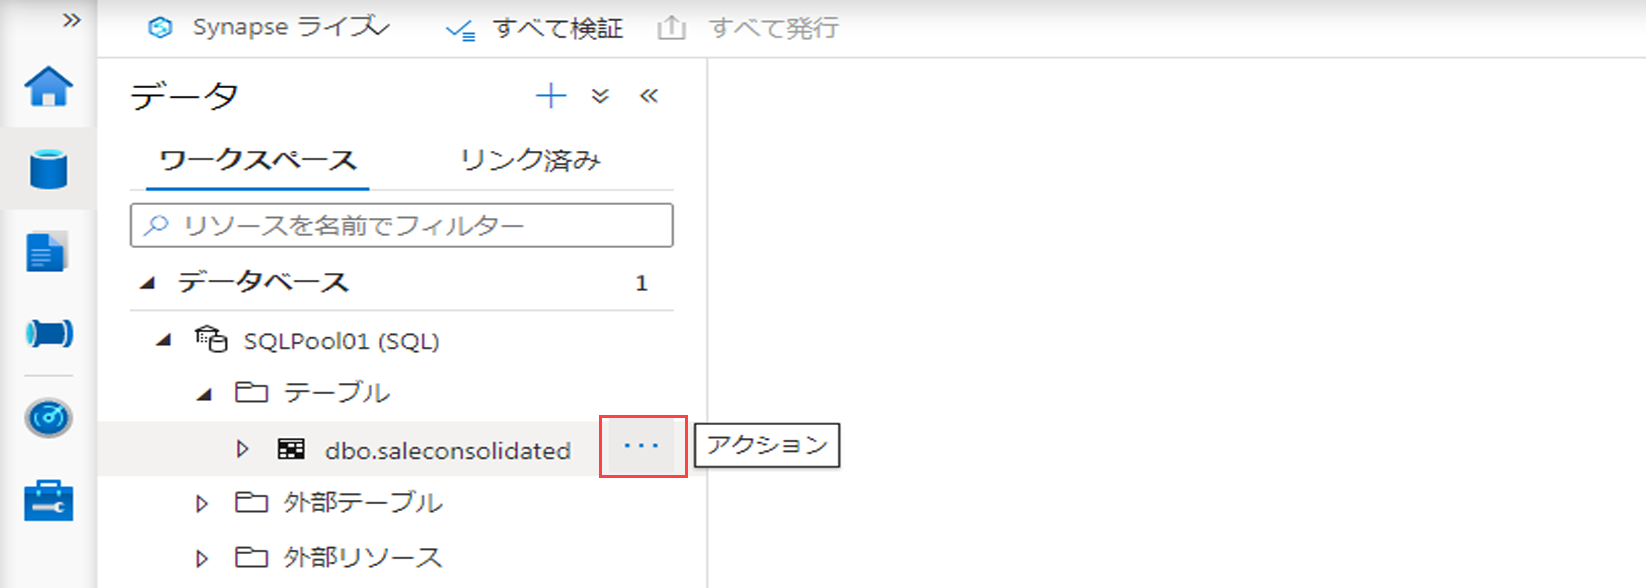 Synapse ライブ すべて検証 すべて発行
データ
ワークスペース リンク済み
リソースを名前でフィルター
データベース 1
SQLPool01 (SQL)
テーブル
dbo.saleconsolidated ... アクション
外部テーブル
外部リソース